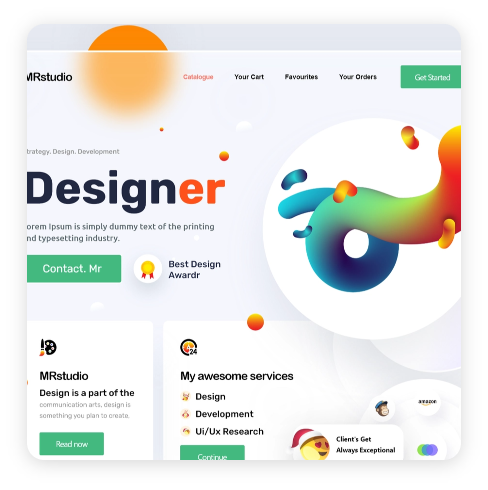 MRstudio
Catalogue
Your Cart
Favourites
Your Orders
Get Started
trategy. Design. Development
Designer
orem Ipsum is simply dummy text of the printing
nd typesetting industry.
Contact. Mr
Best Design
Awardr
MRstudio
Design is a part of the
communication arts, design is
something you plan to create.
Read now
24
My awesome services
Design
Development
Ui/Ux Research
Continue
amazon
Client's Get
Always Exceptional